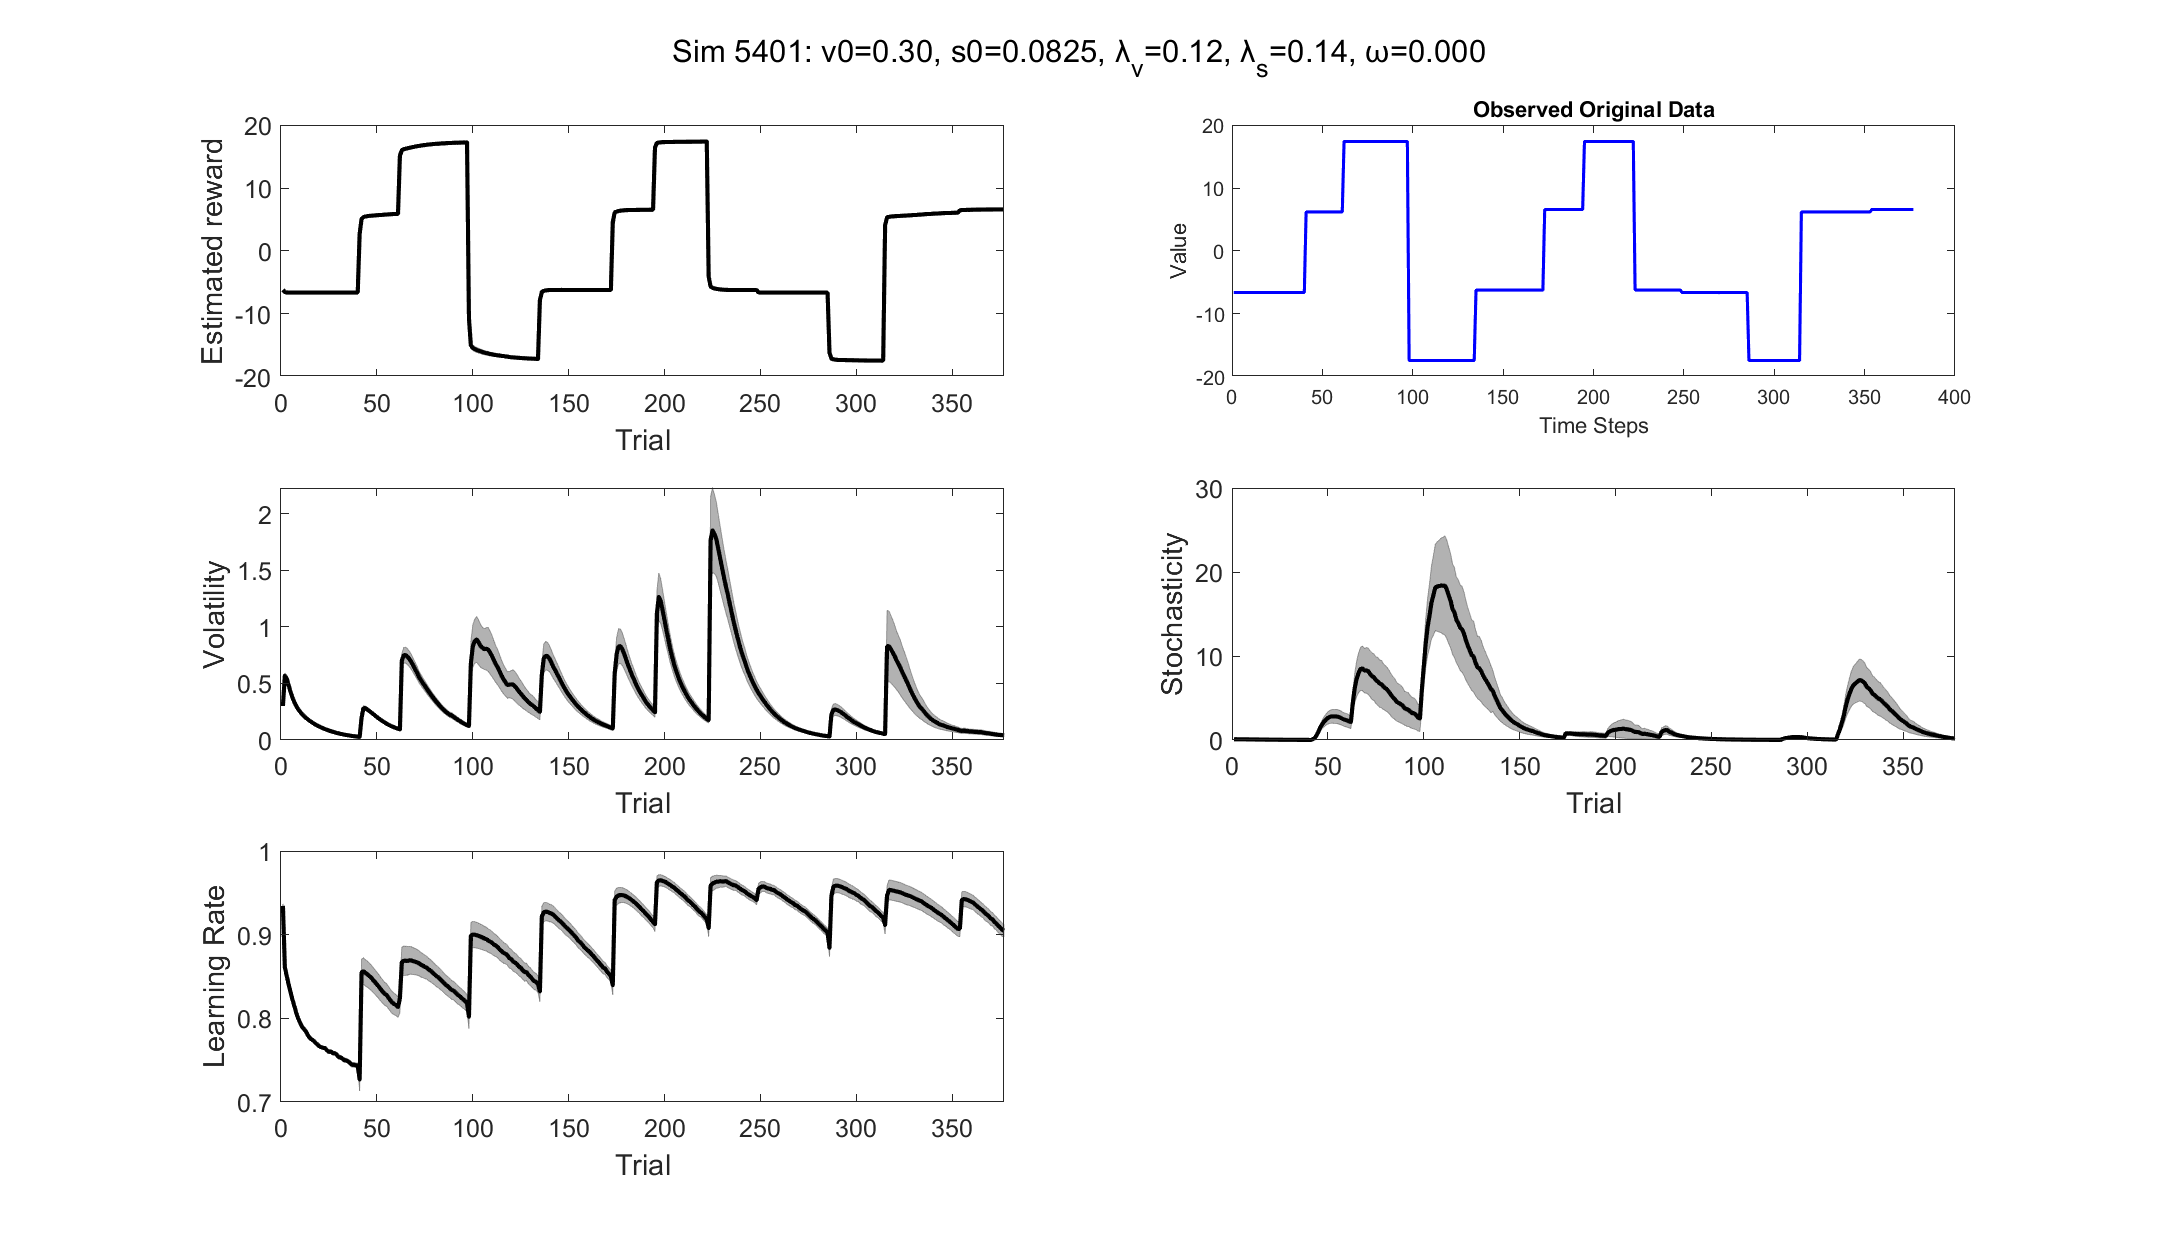 Sim 5401: v0=0.30, s0=0.0825, λv=0.12, λs=0.14, ω=0.000
Estimated reward
20
10
0
-10
-20
0 50 100 150 200 250 300 350
Trial
Observed Original Data
Value
20
10
0
-10
-20
0 50 100 150 200 250 300 350 400
Time Steps
Volatility
2
1.5
1
0.5
0
0 50 100 150 200 250 300 350
Trial
Stochasticity
30
20
10
0
0 50 100 150 200 250 300 350
Trial
Learning Rate
1
0.9
0.8
0.7
0 50 100 150 200 250 300 350
Trial